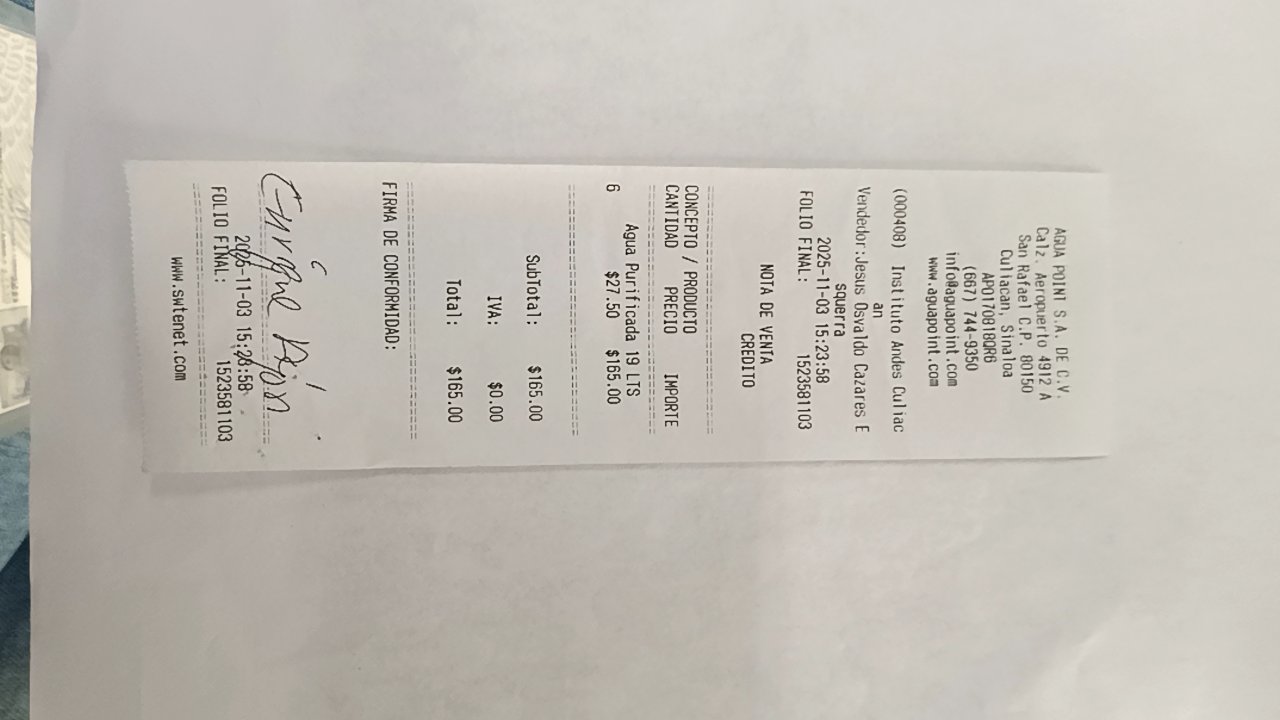 AGUA POINT S.A. DE C.V.
Calz. Aeropuerto 4912 A
San Rafael C.P. 80150
Culiacan, Sinaloa
APO170818QR6
(667) 744-9350
info@aguapoint.com
www.aguapoint.com
(000408) Instituto Andes Culiac
an
Vendedor:Jesus Osvaldo Cazares E
squerra
2025-11-03 15:23:58
FOLIO FINAL: 1523581103
NOTA DE VENTA
CREDITO
CONCEPTO / PRODUCTO
CANTIDAD PRECIO IMPORTE
Agua Purificada 19 LTS
6 $27.50 $165.00
SubTotal: $165.00
IVA: $0.00
Total: $165.00
FIRMA DE CONFORMIDAD:
2025-11-03 15:23:58
FOLIO FINAL: 1523581103
www.swtenet.com